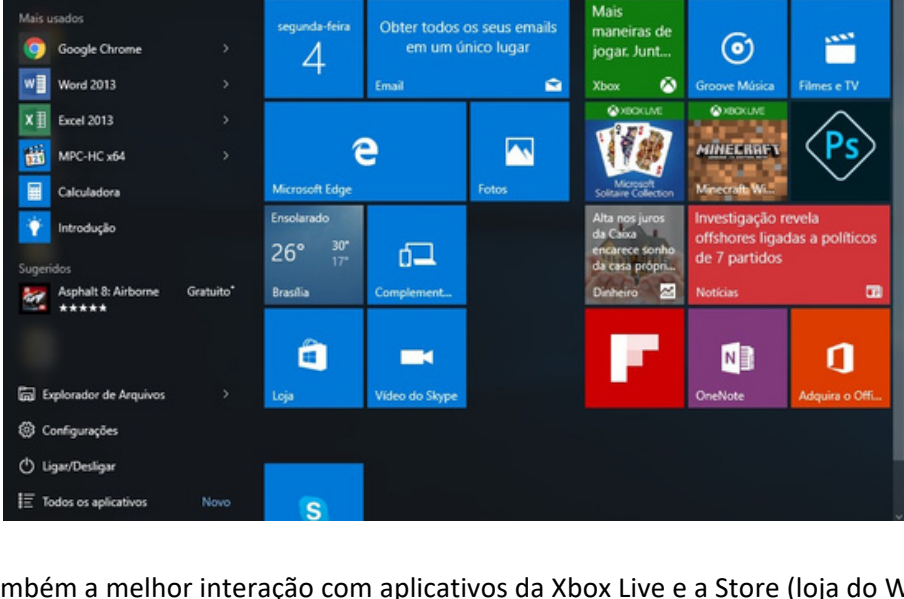 Mais usados
Google Chrome
Word 2013
Excel 2013
MPC-HC x64
Calculadora
Introdução
Sugeridos
Asphalt 8: Airborne Gratuito*
Explorador de Arquivos
Configurações
Ligar/Desligar
Todos os aplicativos Novo
segunda-feira
4
Obter todos os seus emails
em um único lugar
Email
Microsoft Edge
Fotos
Ensolarado
26° 30°
17°
Brasília
Complement...
Loja
Vídeo do Skype
Mais
maneiras de
jogar. Junt...
Xbox
Groove Música
Filmes e TV
XBOX LIVE
Microsoft
Solitaire Collection
XBOX LIVE
MINECRAFT
Minecraft: Wi...
Ps
Alta nos juros
da Caixa
encarece sonho
da casa própri...
Dinheiro
Investigação revela
offshores ligadas a políticos
de 7 partidos
Notícias
OneNote
Adquira o Offi...
mbém a melhor interação com aplicativos da Xbox Live e a Store (loja do W